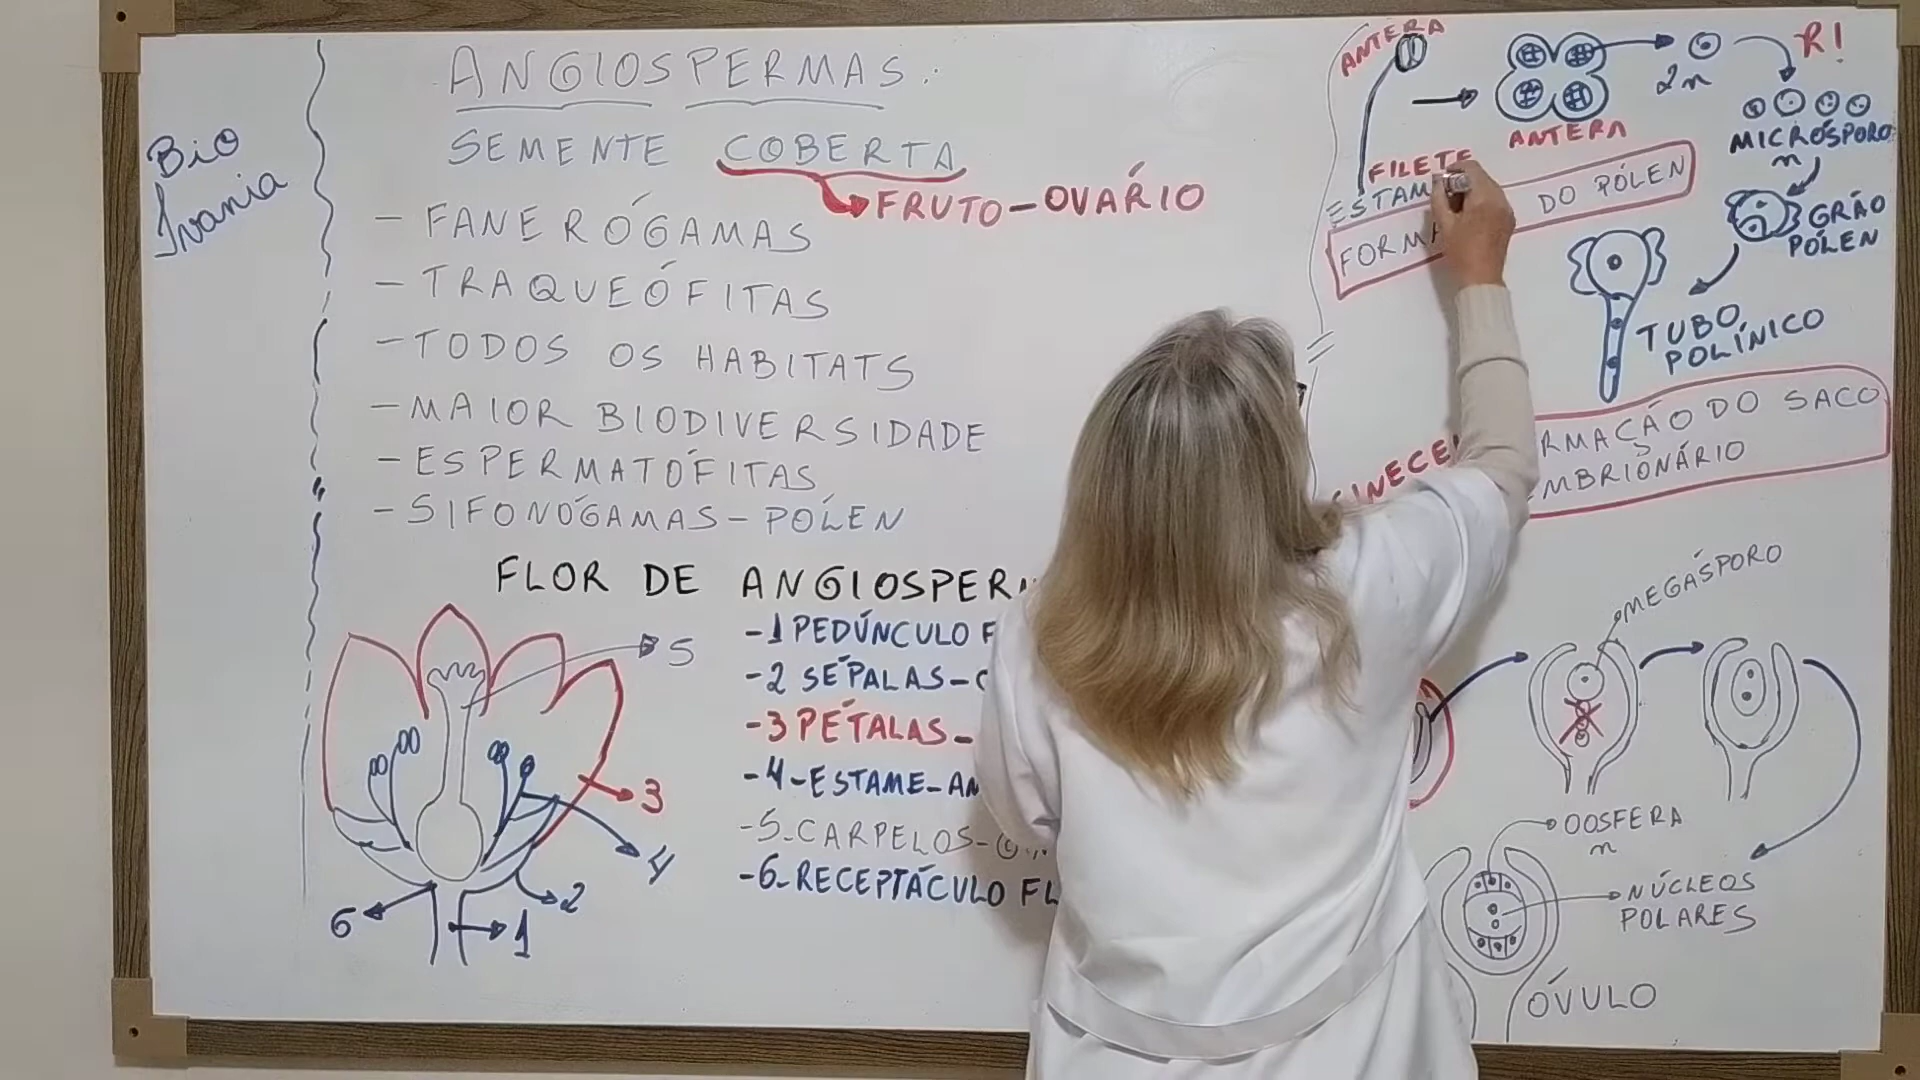 Bio
Ivania
ANGIOSPERMAS:
SEMENTE COBERTA
FRUTO-OVÁRIO
- FANERÓGAMAS
- TRAQUEÓFITAS
- TODOS OS HABITATS
- MAIOR BIODIVERSIDADE
- ESPERMATÓFITAS
- SIFONÓGAMAS - PÓLEN
FLOR DE ANGIOSPERM
-1 PEDÚNCULO F
-2 SÉPALAS-C
-3 PÉTALAS-
-4-ESTAME-AN
-5-CARPELOS-
-6-RECEPTÁCULO FL
5
3
4
2
1
6
ANTERA
FILETE
ESTAM
ANTERA
2n
R!
MICRÓSPORO
n
GRÃO
PÓLEN
FORMA DO PÓLEN
TUBO
POLÍNICO
GINECE
RMAÇÃO DO SACO
MBRIONÁRIO
MEGÁSPORO
OOSFERA
n
NÚCLEOS
POLARES
ÓVULO